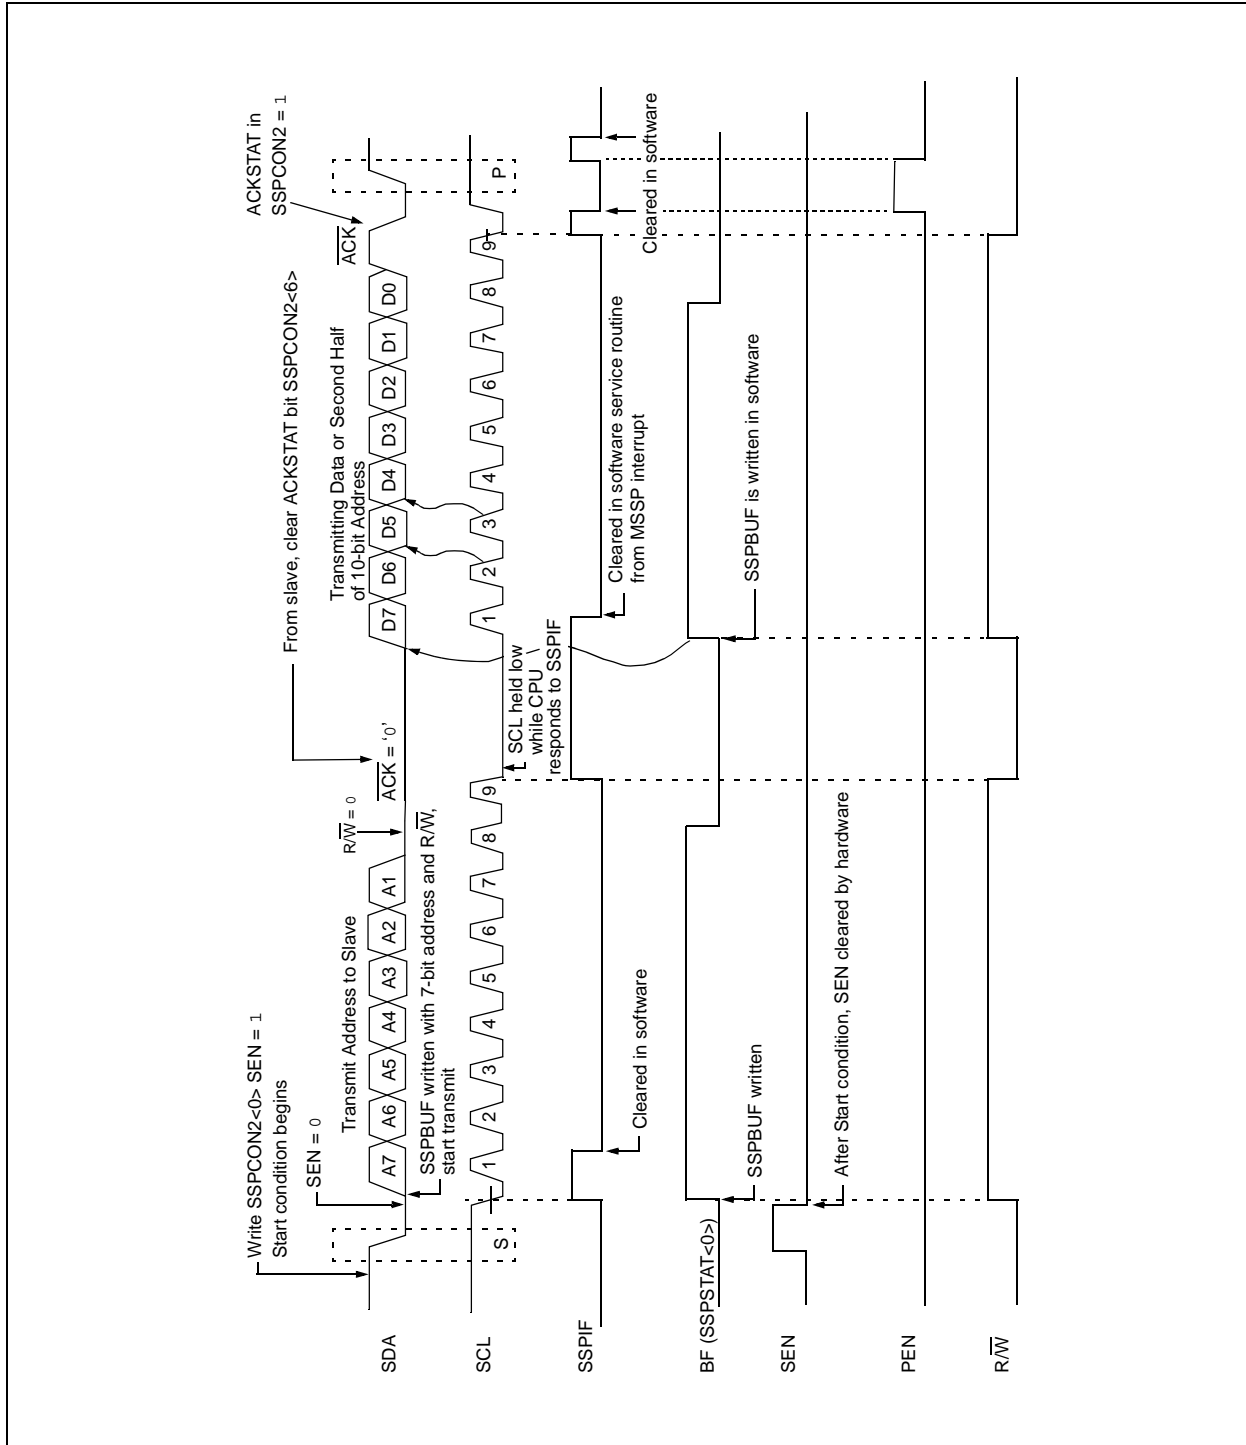 Write SSPCON2<0> SEN = 1
Start condition begins
SEN = 0
Transmit Address to Slave
R/W = 0
ACK = ‘0’
From slave, clear ACKSTAT bit SSPCON2<6>
Transmitting Data or Second Half
of 10-bit Address
ACK
ACKSTAT in
SSPCON2 = 1
SDA
A7 A6 A5 A4 A3 A2 A1
D7 D6 D5 D4 D3 D2 D1 D0
SSPBUF written with 7-bit address and R/W,
start transmit
SCL
S
1 2 3 4 5 6 7 8 9
1 2 3 4 5 6 7 8 9
P
SCL held low
while CPU
responds to SSPIF
SSPIF
Cleared in software
Cleared in software service routine
from MSSP interrupt
Cleared in software
BF (SSPSTAT<0>)
SSPBUF written
SSPBUF is written in software
SEN
After Start condition, SEN cleared by hardware
PEN
R/W